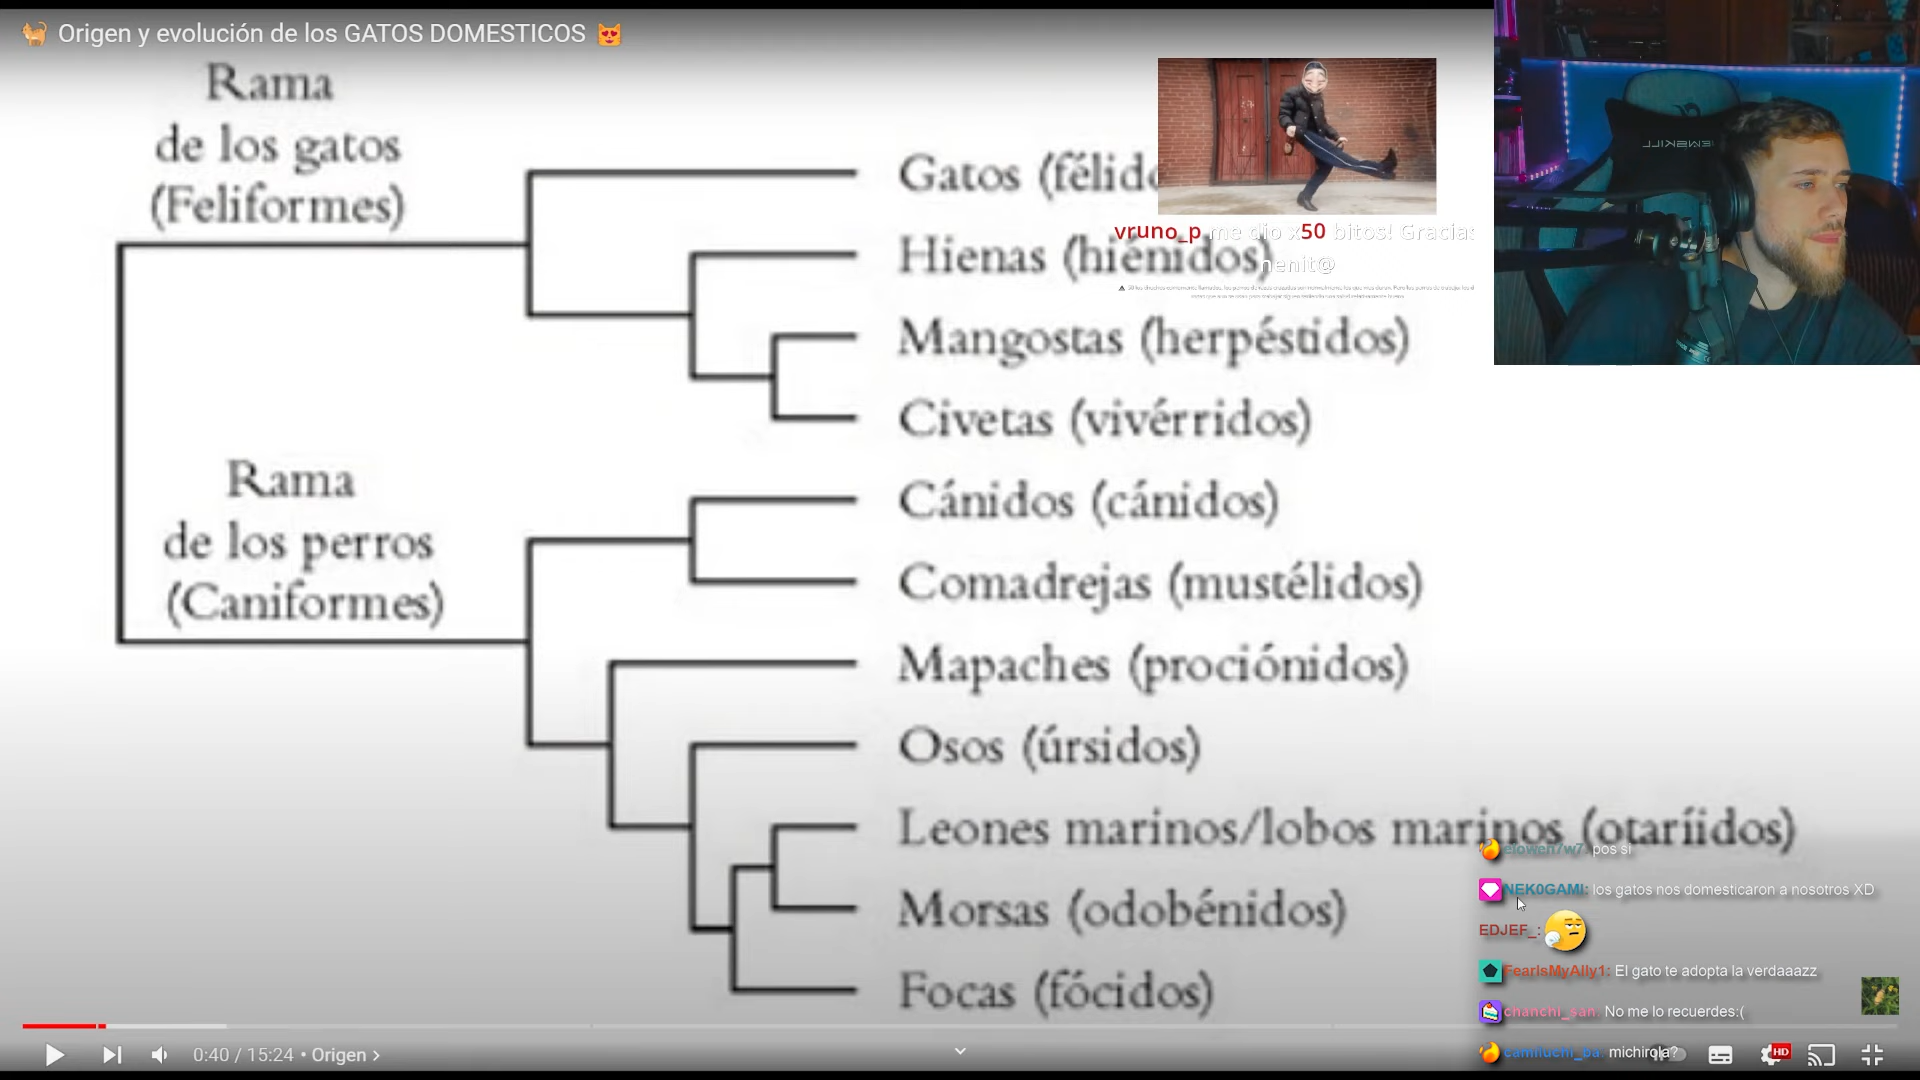 Origen y evolución de los GATOS DOMESTICOS
Rama
de los gatos
(Feliformes)
Gatos (félido
vruno_p me dio x50 bitos! Gracias
nenit@
Hienas (hiénidos)
Mangostas (herpéstidos)
Civetas (vivérridos)
Rama
de los perros
(Caniformes)
Cánidos (cánidos)
Comadrejas (mustélidos)
Mapaches (prociónidos)
Osos (úrsidos)
Leones marinos/lobos marinos (otaríidos)
Morsas (odobénidos)
Focas (fócidos)
pos si
NEK0GAMI: los gatos nos domesticaron a nosotros XD
EDJEF_:
FearIsMyAlly1: El gato te adopta la verdaaazz
chanchi_san: No me lo recuerdes:(
michirola?
0:40 / 15:24 • Origen
HD